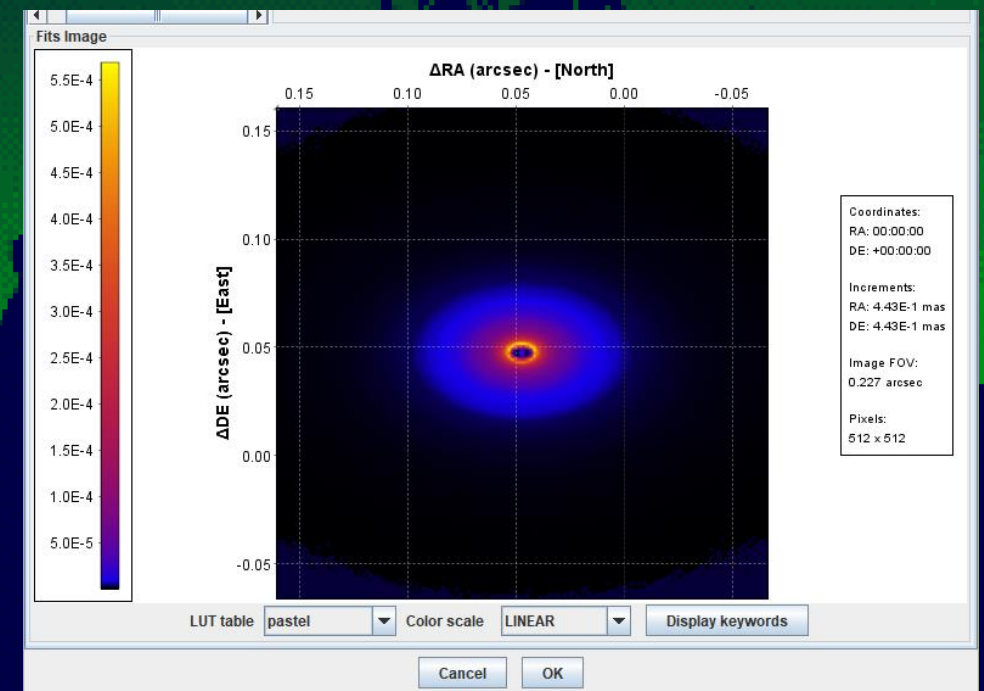 Fits Image
ΔRA (arcsec) - [North]
0.15 0.10 0.05 0.00 -0.05
5.5E-4
5.0E-4
4.5E-4
4.0E-4
3.5E-4
3.0E-4
2.5E-4
2.0E-4
1.5E-4
1.0E-4
5.0E-5
ΔDE (arcsec) - [East]
0.15
0.10
0.05
0.00
-0.05
Coordinates:
RA: 00:00:00
DE: +00:00:00
Increments:
RA: 4.43E-1 mas
DE: 4.43E-1 mas
Image FOV:
0.227 arcsec
Pixels:
512 x 512
LUT table pastel Color scale LINEAR Display keywords
Cancel OK